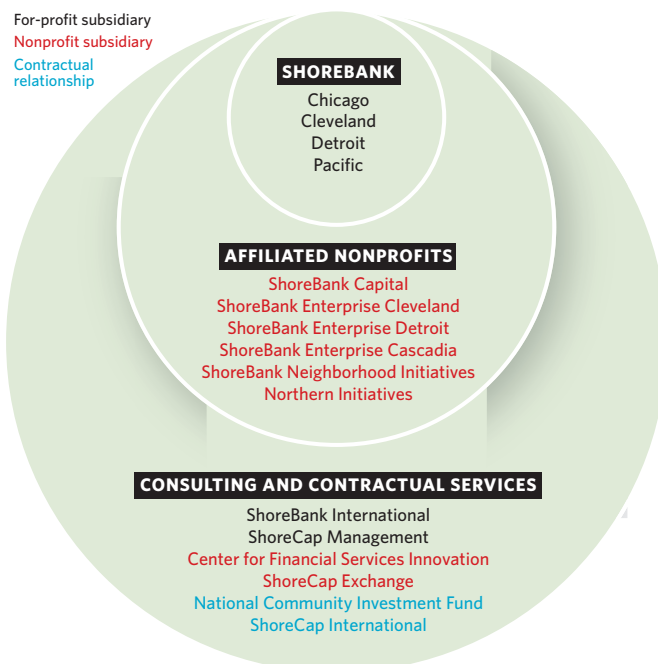 For-profit subsidiary
Nonprofit subsidiary
Contractual
relationship
SHOREBANK
Chicago
Cleveland
Detroit
Pacific
AFFILIATED NONPROFITS
ShoreBank Capital
ShoreBank Enterprise Cleveland
ShoreBank Enterprise Detroit
ShoreBank Enterprise Cascadia
ShoreBank Neighborhood Initiatives
Northern Initiatives
CONSULTING AND CONTRACTUAL SERVICES
ShoreBank International
ShoreCap Management
Center for Financial Services Innovation
ShoreCap Exchange
National Community Investment Fund
ShoreCap International